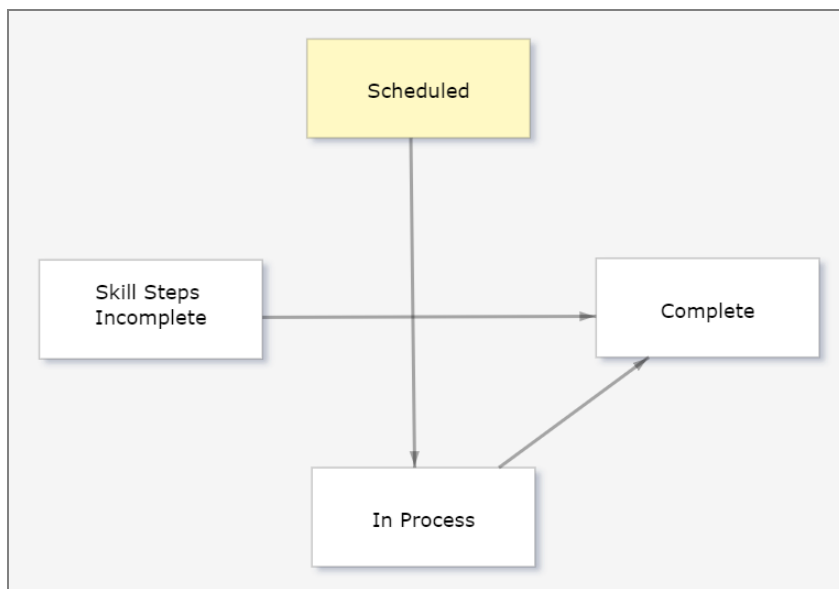 Scheduled
Skill Steps
Incomplete
Complete
In Process